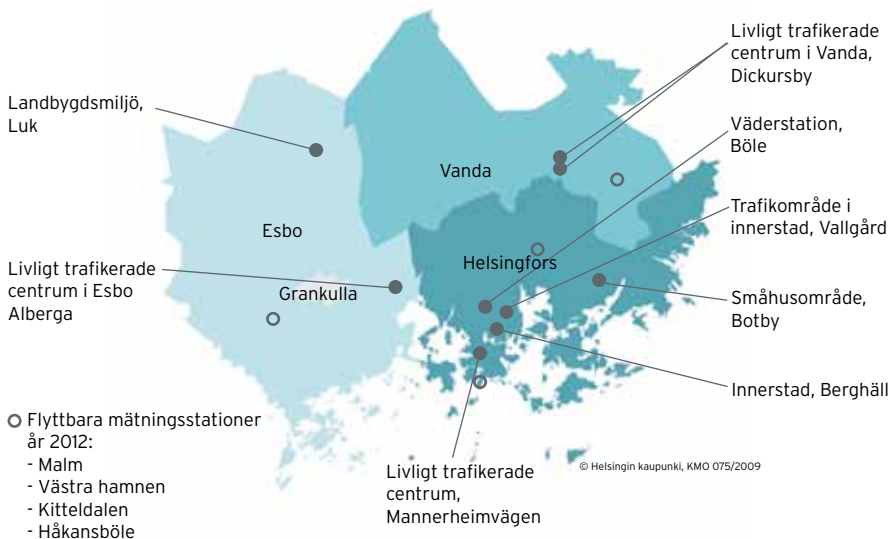 Livligt trafikerade
centrum i Vanda,
Dickursby
Landbygdsmiljö,
Luk
Väderstation,
Böle
Vanda
Trafikområde i
innerstad, Vallgård
Esbo
Helsingfors
Livligt trafikerade
centrum i Esbo
Alberga
Grankulla
Småhusområde,
Botby
Innerstad, Berghäll
Flyttbara mätningsstationer
år 2012:
- Malm
- Västra hamnen
- Kitteldalen
- Håkansböle
Livligt trafikerade
centrum,
Mannerheimvägen
© Helsingin kaupunki, KMO 075/2009